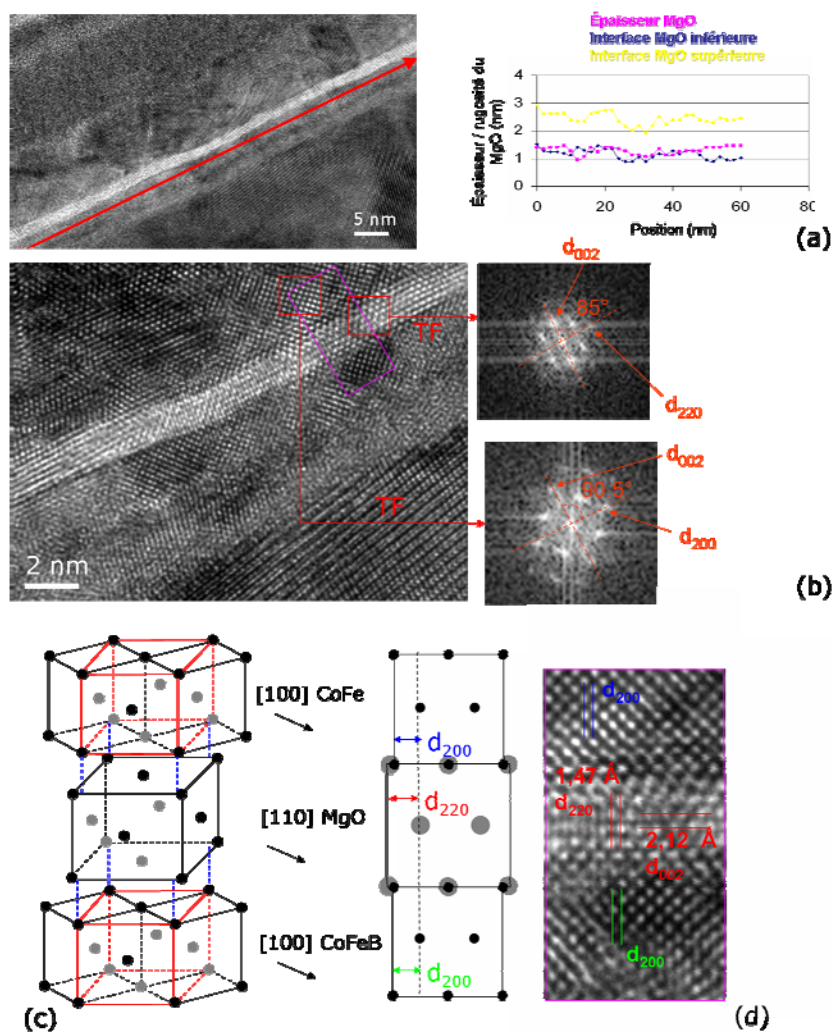 Épaisseur MgO
Interface MgO inférieure
Interface MgO supérieure
5 nm
Épaisseur / rugosité du
MgO (nm)
4
3
2
1
0
0 20 40 60 80
Position (nm)
(a)
d002
85°
TF
d220
d002
90.5°
TF
d200
2 nm
(b)
[100] CoFe
d200
d200
1,47 Å
[110] MgO
d220
d220
2,12 Å
d002
[100] CoFeB
d200
d200
(c)
(d)